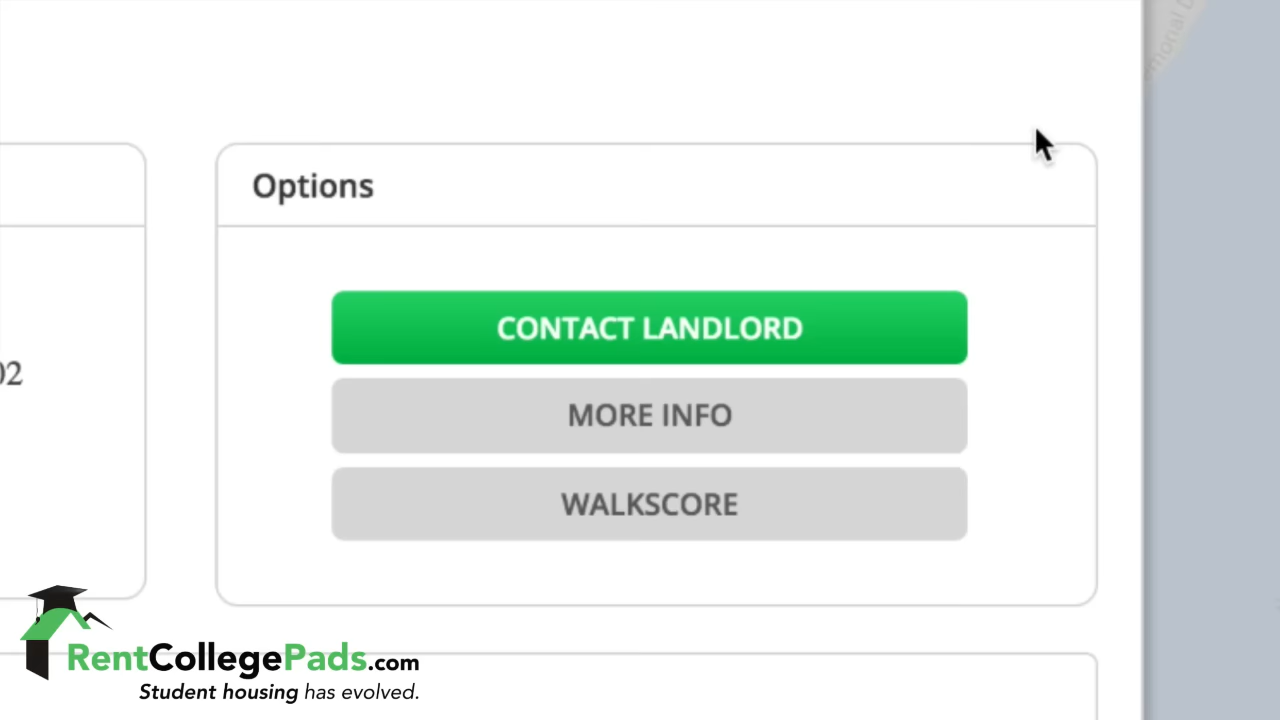 Options
CONTACT LANDLORD
02
MORE INFO
WALKSCORE
RentCollegePads.com
Student housing has evolved.